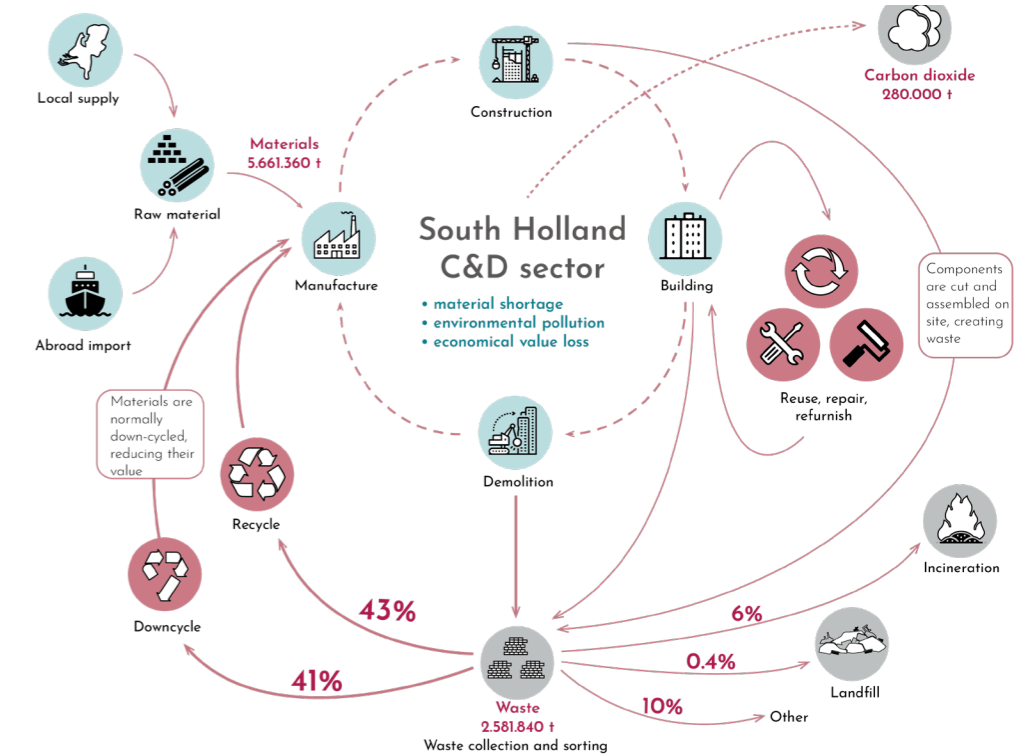 Local supply
Raw material
Abroad import
Materials
5.661.360 t
Manufacture
Construction
Carbon dioxide
280.000 t
South Holland
C&D sector
• material shortage
• environmental pollution
• economical value loss
Building
Reuse, repair,
refurnish
Components
are cut and
assembled on
site, creating
waste
Materials are
normally
down-cycled,
reducing their
value
Demolition
Recycle
Downcycle
43%
41%
6%
0.4%
10%
Incineration
Landfill
Other
Waste
2.581.840 t
Waste collection and sorting